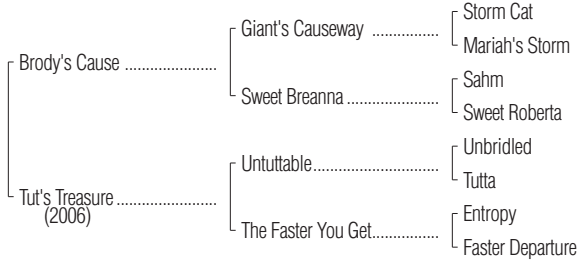 Storm Cat
Giant's Causeway ..................
Mariah's Storm
Brody's Cause .........................
Sahm
Sweet Breanna .........................
Sweet Roberta
Unbridled
Untuttable..................................
Tutta
Tut's Treasure ...........................
(2006)
Entropy
The Faster You Get..................
Faster Departure